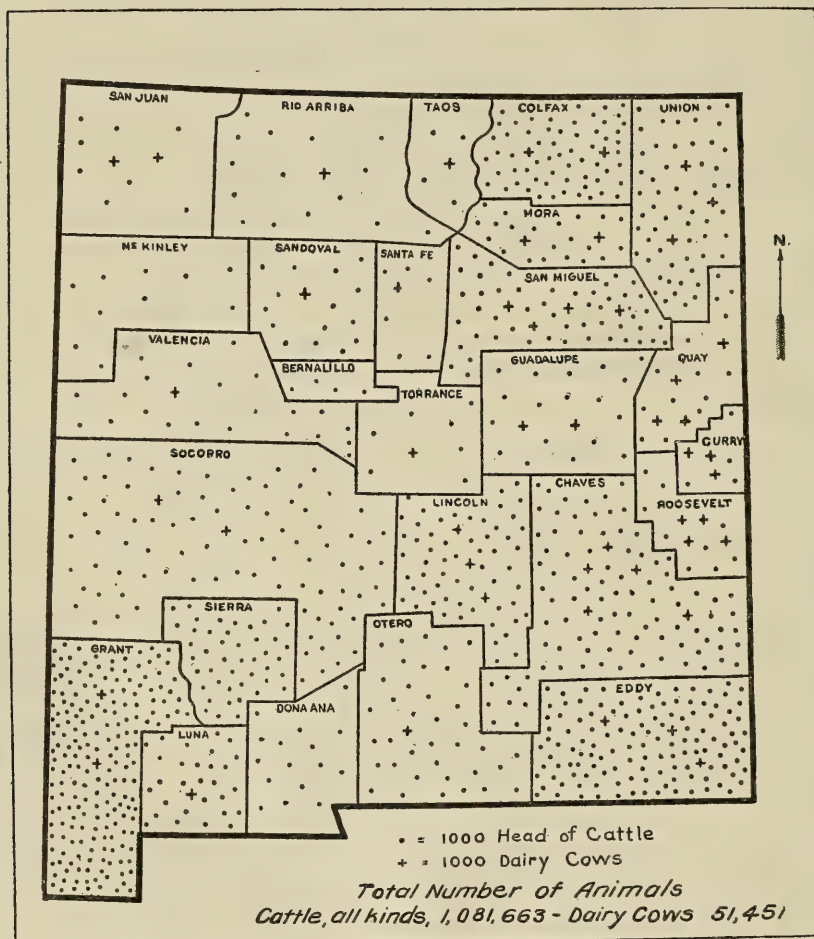 SAN JUAN
RIO ARRIBA
TAOS
COLFAX
UNION
MORA
N.
Mc KINLEY
SANDOVAL
SANTA FE
SAN MIGUEL
VALENCIA
BERNALILLO
GUADALUPE
QUAY
TORRANCE
CURRY
SOCORRO
LINCOLN
CHAVES
ROOSEVELT
SIERRA
OTERO
GRANT
EDDY
DONA ANA
LUNA
• = 1000 Head of Cattle
+ = 1000 Dairy Cows
Total Number of Animals
Cattle, all kinds, 1,081,663 - Dairy Cows 51,451